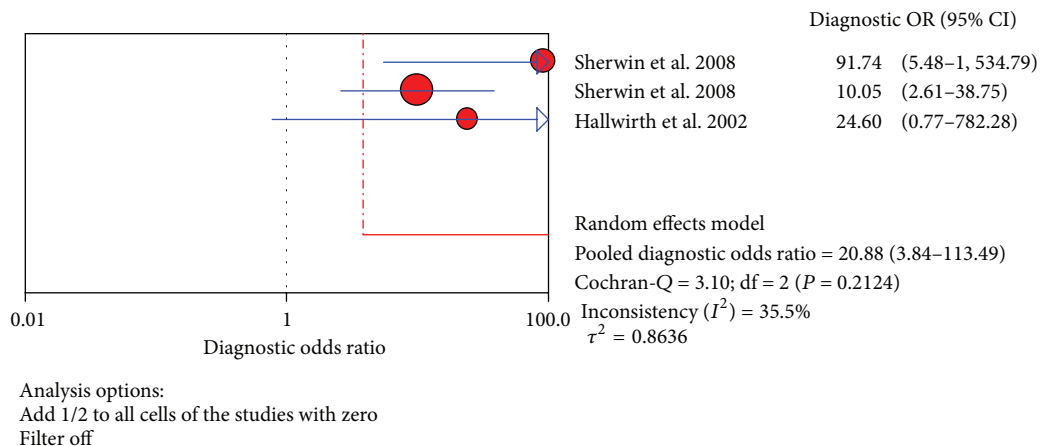 Diagnostic OR (95% CI)
Sherwin et al. 2008 91.74 (5.48–1, 534.79)
Sherwin et al. 2008 10.05 (2.61–38.75)
Hallwirth et al. 2002 24.60 (0.77–782.28)
Random effects model
Pooled diagnostic odds ratio = 20.88 (3.84–113.49)
Cochran-Q = 3.10; df = 2 (P = 0.2124)
Inconsistency (I²) = 35.5%
τ² = 0.8636
0.01 1 100.0
Diagnostic odds ratio
Analysis options:
Add 1/2 to all cells of the studies with zero
Filter off